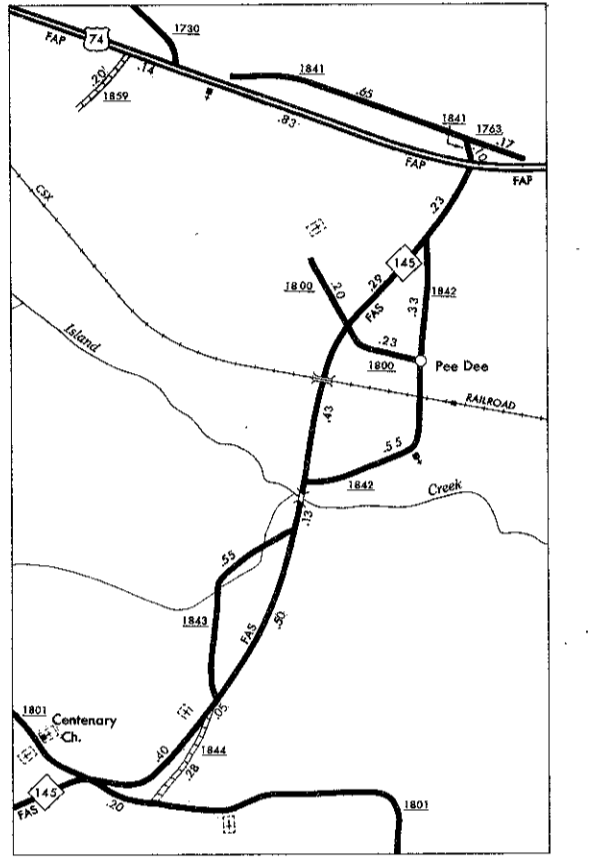 1730
FAP
74
.14
1841
.20'
1859
.65
.83
1841
1763
.17
.10
FAP
FAP
CSX
.23
145
1800
.20
.29
FAS
1842
.33
Island
.23
1800
Pee Dee
.43
RAILROAD
.55
1842
Creek
.13
.55
1843
FAS
.50
1801
Centenary
Ch.
.05
.40
1844
.28
145
FAS
.20
1801